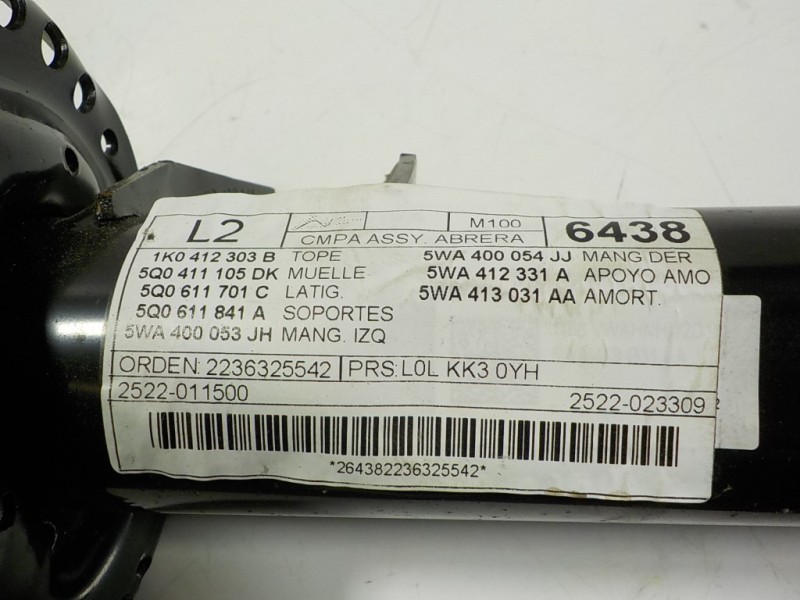 L2 M100 6438
CMPA ASSY. ABRERA
1K0 412 303 B TOPE 5WA 400 054 JJ MANG DER
5Q0 411 105 DK MUELLE 5WA 412 331 A APOYO AMO
5Q0 611 701 C LATIG. 5WA 413 031 AA AMORT.
5Q0 611 841 A SOPORTES
5WA 400 053 JH MANG. IZQ
ORDEN: 2236325542 PRS: L0L KK3 0YH
2522-011500 2522-023309
*264382236325542*